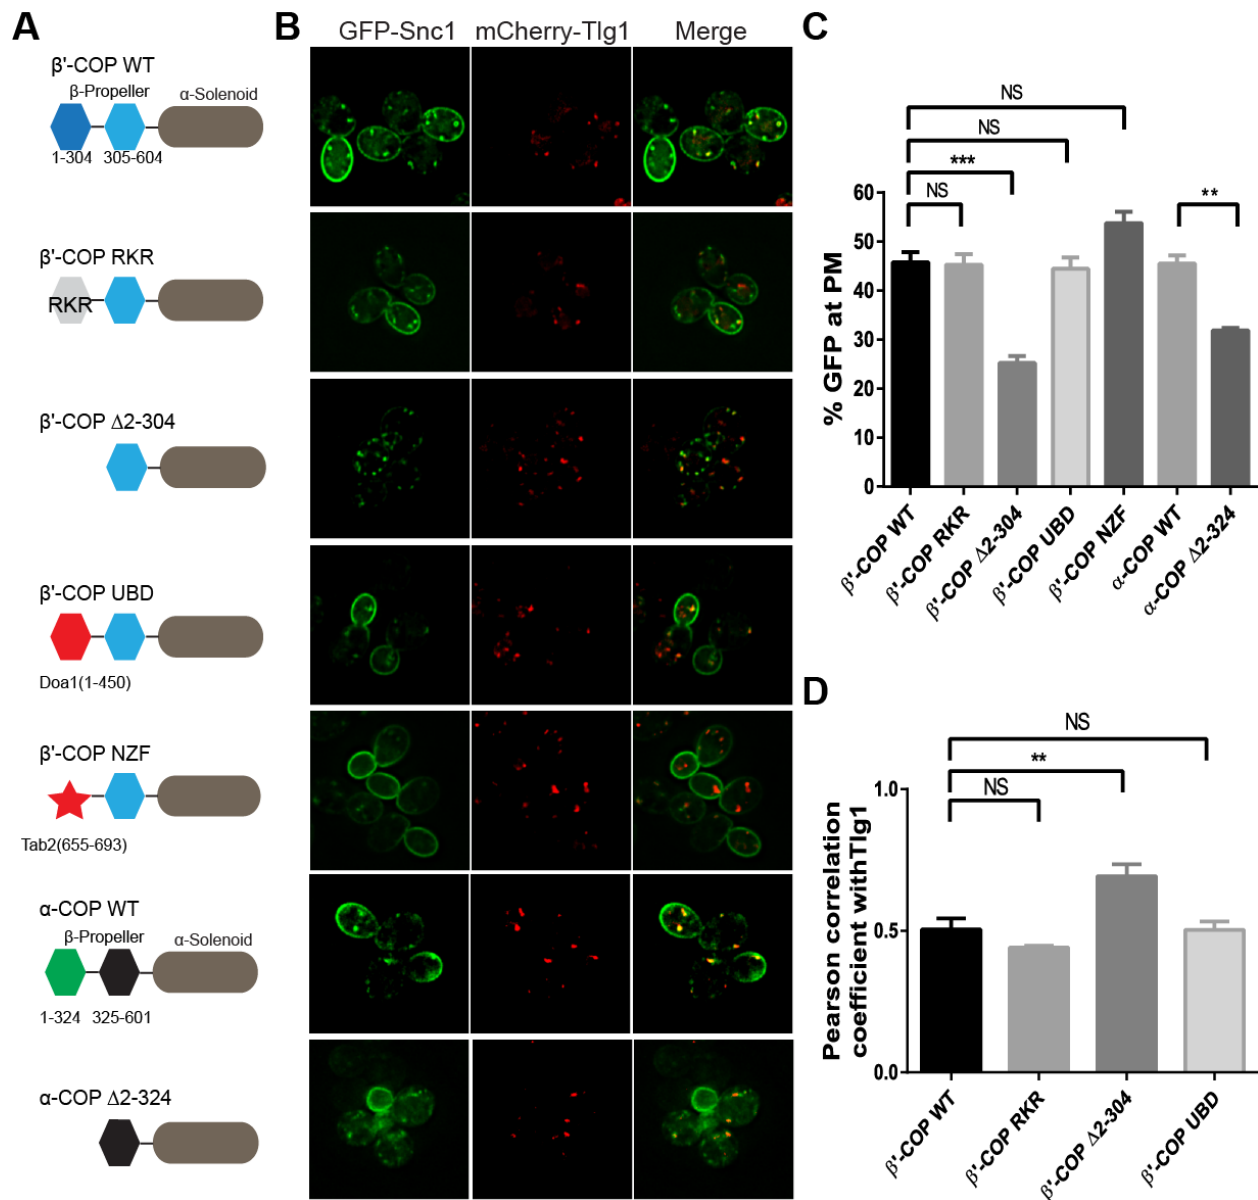 A
β'-COP WT
β-Propeller
α-Solenoid
1-304
305-604
β'-COP RKR
RKR
β'-COP Δ2-304
β'-COP UBD
Doa1(1-450)
β'-COP NZF
Tab2(655-693)
α-COP WT
β-Propeller
α-Solenoid
1-324
325-601
α-COP Δ2-324
B
GFP-Snc1
mCherry-Tlg1
Merge
C
NS
NS
***
NS
**
% GFP at PM
60
50
40
30
20
10
0
β'-COP WT
β'-COP RKR
β'-COP Δ2-304
β'-COP UBD
β'-COP NZF
α-COP WT
α-COP Δ2-324
D
NS
**
NS
Pearson correlation
coefficient withTlg1
1.0
0.5
0.0
β'-COP WT
β'-COP RKR
β'-COP Δ2-304
β'-COP UBD